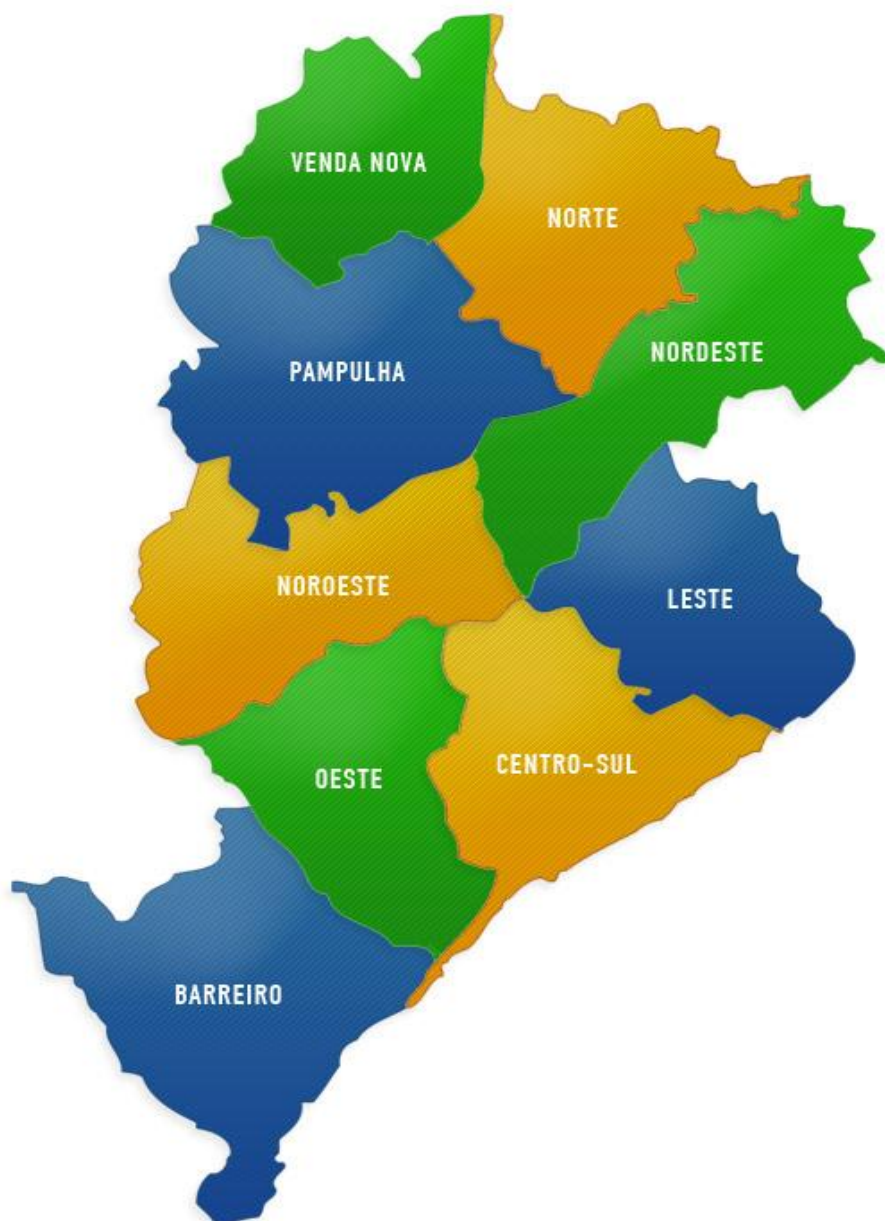 VENDA NOVA
NORTE
NORDESTE
PAMPULHA
NOROESTE
LESTE
CENTRO-SUL
OESTE
BARREIRO